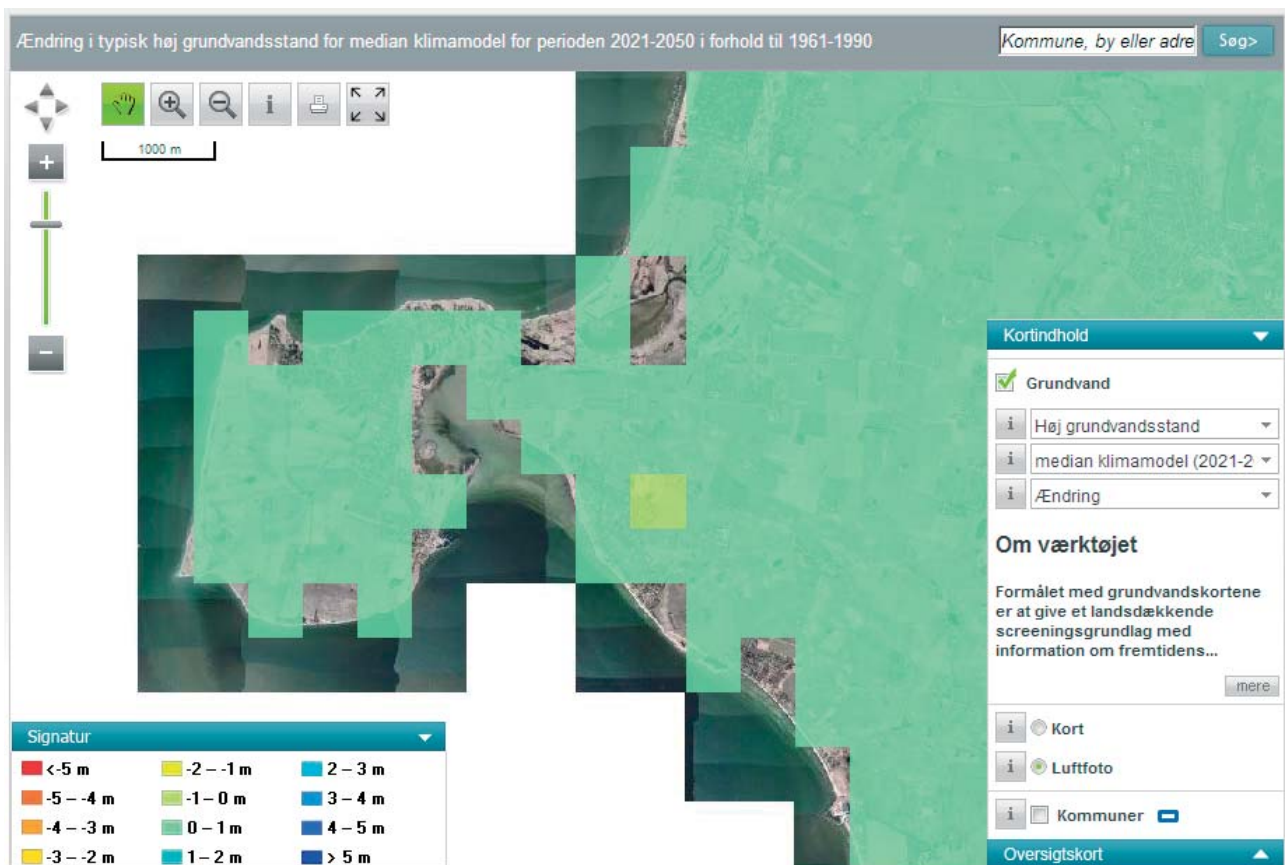 Ændring i typisk høj grundvandsstand for median klimamodel for perioden 2021-2050 i forhold til 1961-1990
Kommune, by eller adre
Søg>
1000 m
Kortindhold
Grundvand
Høj grundvandsstand
median klimamodel (2021-2
Ændring
Om værktøjet
Formålet med grundvandskortene
er at give et landsdækkende
screeningsgrundlag med
information om fremtidens...
mere
Kort
Luftfoto
Kommuner
Oversigtskort
Signatur
<-5 m
-5 – -4 m
-4 – -3 m
-3 – -2 m
-2 – -1 m
-1 – 0 m
0 – 1 m
1 – 2 m
2 – 3 m
3 – 4 m
4 – 5 m
> 5 m